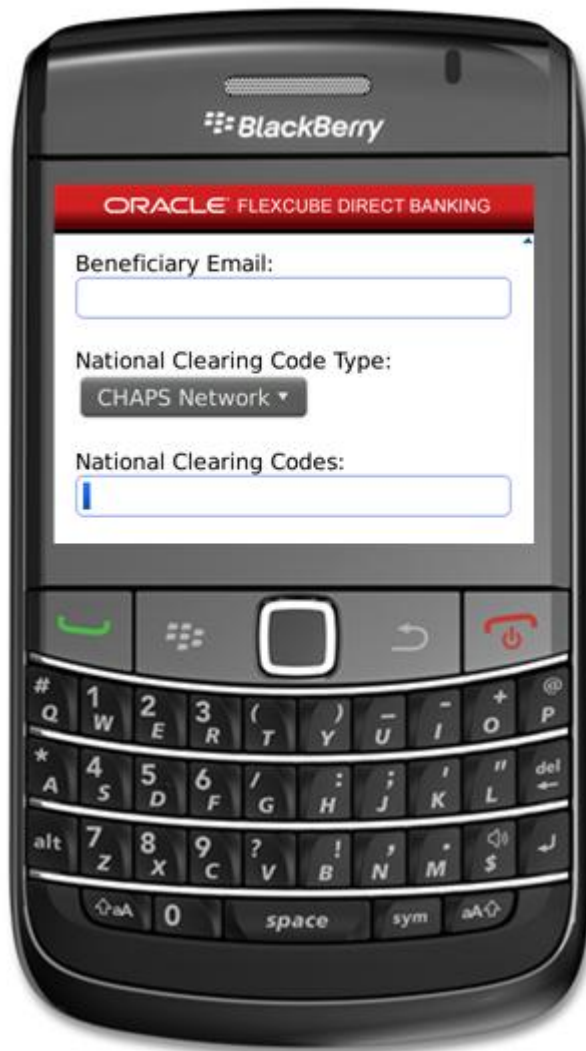 BlackBerry
ORACLE FLEXCUBE DIRECT BANKING
Beneficiary Email:
National Clearing Code Type:
CHAPS Network
National Clearing Codes:
# Q 1 W 2 E 3 R ( T ) Y _ U - I + O @ P
* A 4 S 5 D 6 F / G : H ; J ' K " L del
alt 7 Z 8 X 9 C ? V ! B , N . M $
aA 0 space sym aA